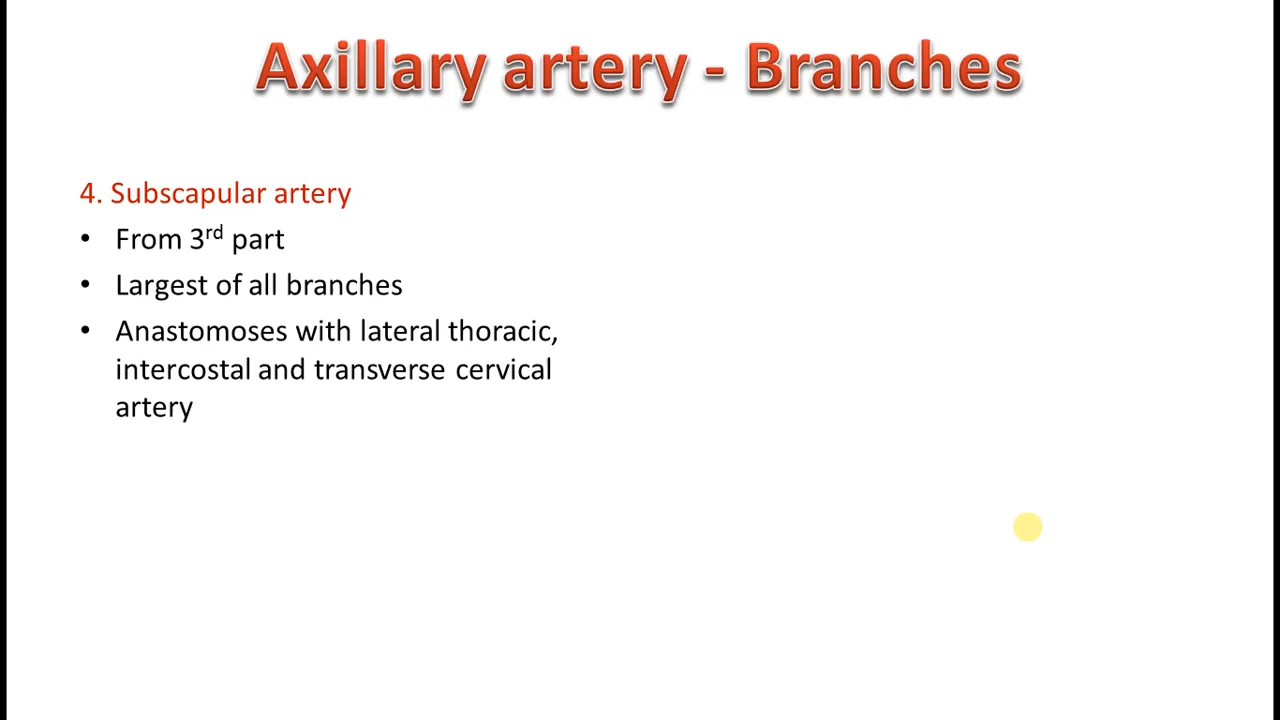 Axillary artery - Branches
4. Subscapular artery
• From 3rd part
• Largest of all branches
• Anastomoses with lateral thoracic,
intercostal and transverse cervical
artery